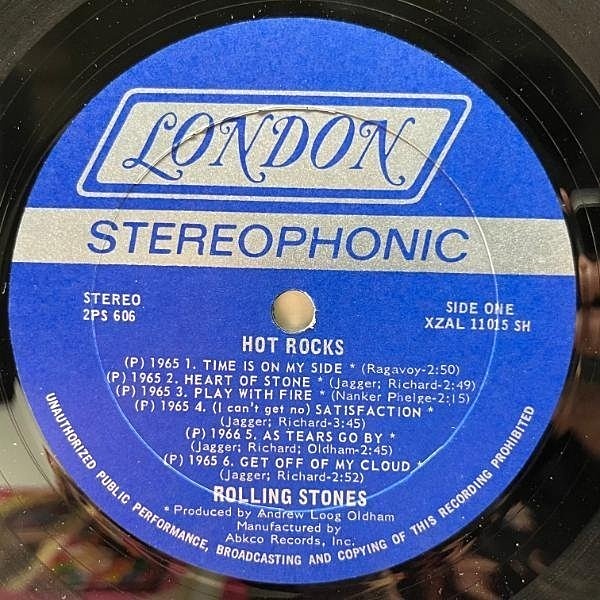 LONDON
STEREOPHONIC
STEREO
2PS 606
SIDE ONE
XZAL 11015 SH
HOT ROCKS
(P) 1965 1. TIME IS ON MY SIDE * (Ragavoy-2:50)
(P) 1965 2. HEART OF STONE * (Jagger; Richard-2:49)
(P) 1965 3. PLAY WITH FIRE * (Nanker Phelge-2:15)
(P) 1965 4. (I can't get no) SATISFACTION *
(Jagger; Richard-3:45)
(P) 1966 5. AS TEARS GO BY *
(Jagger; Richard; Oldham-2:45)
(P) 1965 6. GET OFF OF MY CLOUD *
(Jagger; Richard-2:52)
ROLLING STONES
* Produced by Andrew Loog Oldham
Manufactured by
Abkco Records, Inc.
UNAUTHORIZED PUBLIC PERFORMANCE, BROADCASTING AND COPYING OF THIS RECORDING PROHIBITED